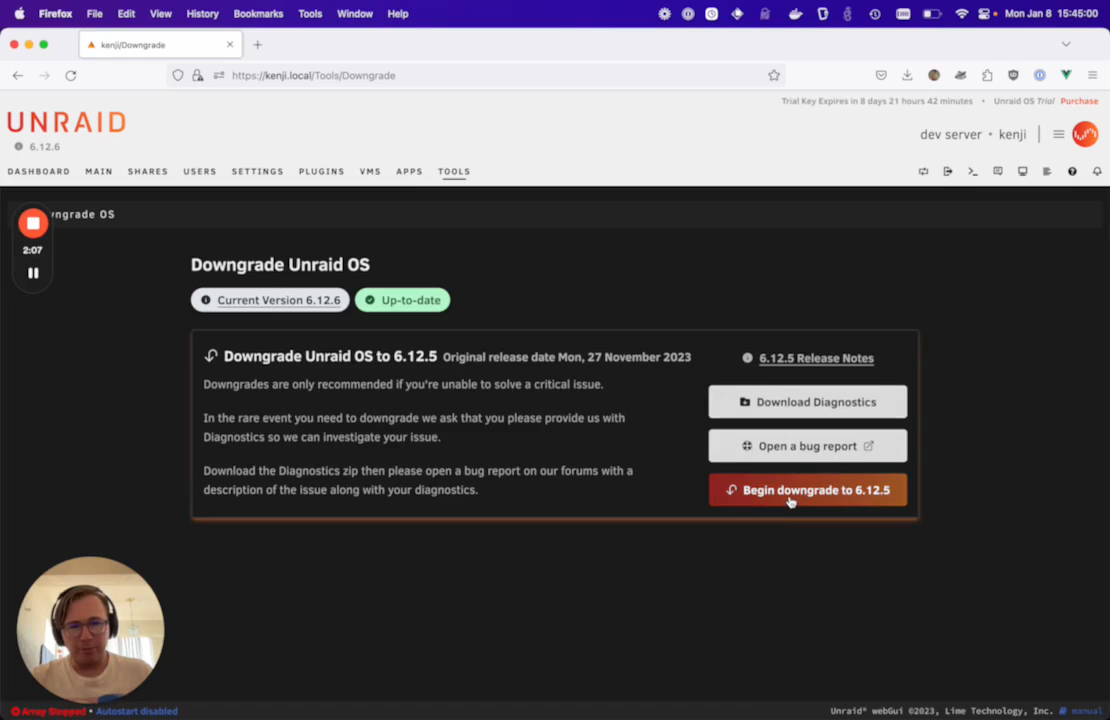 Firefox File Edit View History Bookmarks Tools Window Help Mon Jan 8 15:45:00
kenji/Downgrade
https://kenji.local/Tools/Downgrade
Trial Key Expires in 8 days 21 hours 42 minutes • Unraid OS Trial Purchase
UNRAID
6.12.6
dev server • kenji
DASHBOARD MAIN SHARES USERS SETTINGS PLUGINS VMS APPS TOOLS
wngrade OS
2:07
Downgrade Unraid OS
Current Version 6.12.6 Up-to-date
Downgrade Unraid OS to 6.12.5 Original release date Mon, 27 November 2023
6.12.5 Release Notes
Downgrades are only recommended if you're unable to solve a critical issue.
Download Diagnostics
In the rare event you need to downgrade we ask that you please provide us with
Diagnostics so we can investigate your issue.
Open a bug report
Download the Diagnostics zip then please open a bug report on our forums with a
description of the issue along with your diagnostics.
Begin downgrade to 6.12.5
Array Stopped • Autostart disabled
Unraid® webGui ©2023, Lime Technology, Inc. manual